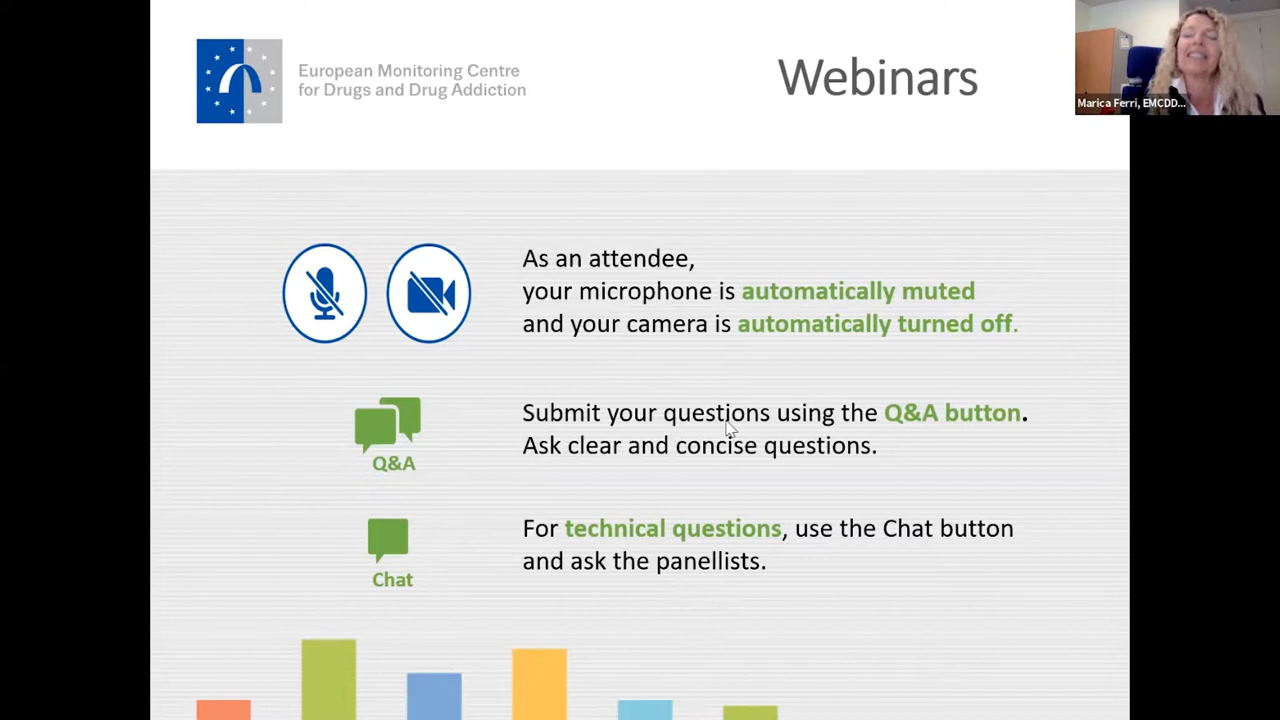 European Monitoring Centre
for Drugs and Drug Addiction
Webinars
Marica Ferri, EMCDD...
As an attendee,
your microphone is automatically muted
and your camera is automatically turned off.
Submit your questions using the Q&A button.
Ask clear and concise questions.
Q&A
For technical questions, use the Chat button
and ask the panellists.
Chat